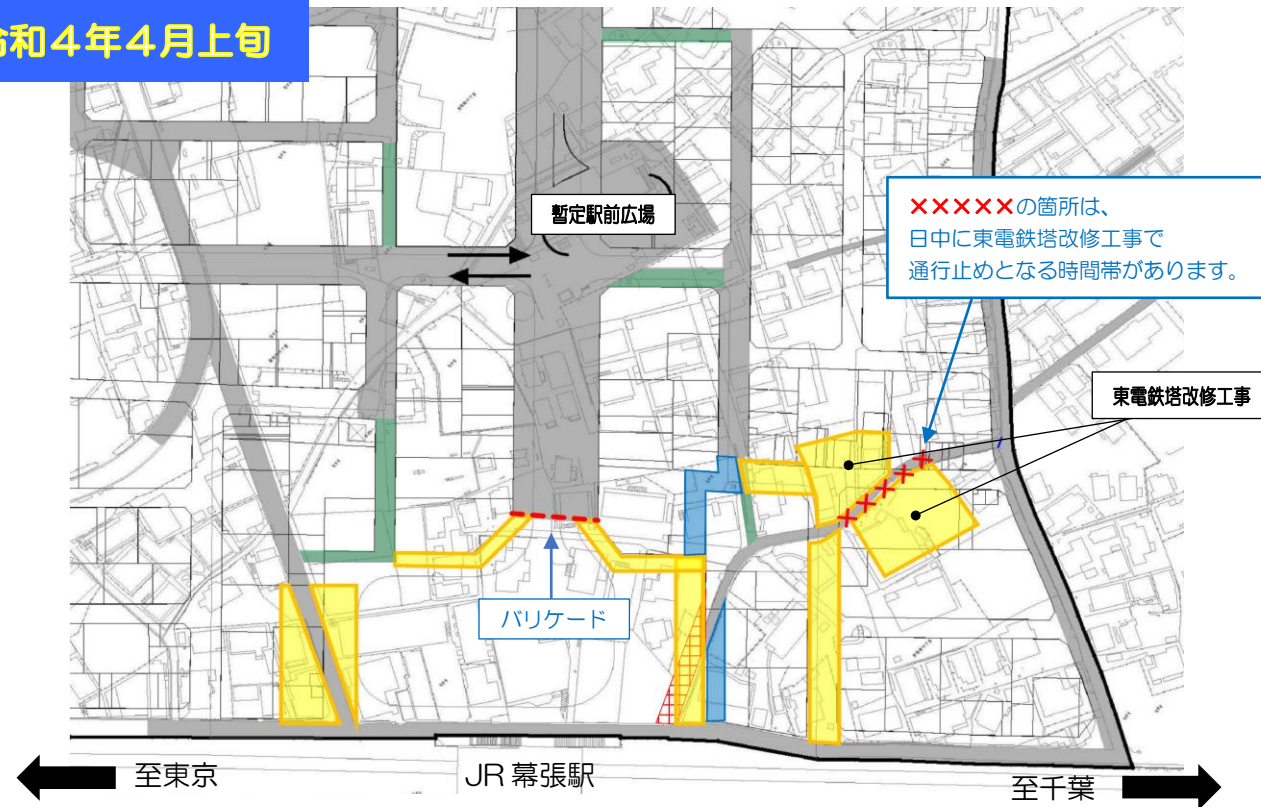 令和４年４月上旬
暫定駅前広場
×××××の箇所は、
日中に東電鉄塔改修工事で
通行止めとなる時間帯があります。
東電鉄塔改修工事
バリケード
至東京
JR 幕張駅
至千葉